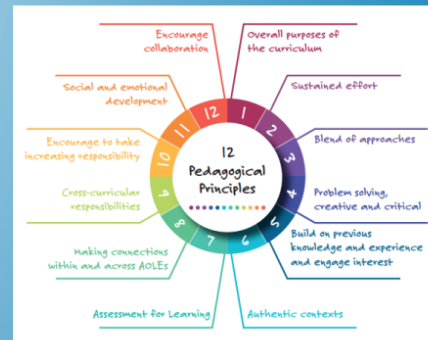 12
Pedagogical
Principles
1
Overall purposes of
the curriculum
2
Sustained effort
3
Blend of approaches
4
Problem solving,
creative and critical
5
Build on previous
knowledge and experience
and engage interest
6
Authentic contexts
7
Assessment for Learning
8
Making connections
within and across AOLEs
9
Cross-curricular
responsibilities
10
Encourage to take
increasing responsibility
11
Social and emotional
development
12
Encourage
collaboration